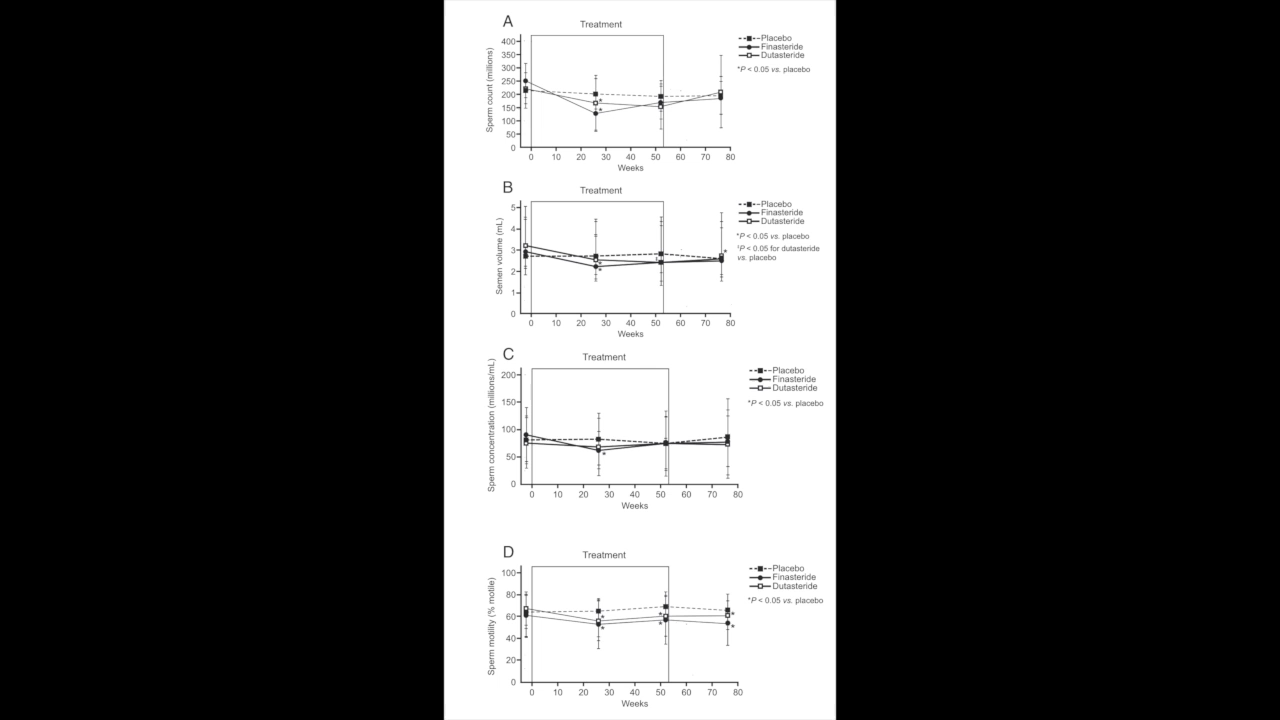 A
Treatment
Sperm count (millions)
400
350
300
250
200
150
100
50
0
0 10 20 30 40 50 60 70 80
Weeks
Placebo
Finasteride
Dutasteride
*P < 0.05 vs. placebo
B
Treatment
Semen volume (mL)
5
4
3
2
1
0
0 10 20 30 40 50 60 70 80
Weeks
Placebo
Finasteride
Dutasteride
*P < 0.05 vs. placebo
‡P < 0.05 for dutasteride
vs. placebo
C
Treatment
Sperm concentration (millions/mL)
200
150
100
50
0
0 10 20 30 40 50 60 70 80
Weeks
Placebo
Finasteride
Dutasteride
*P < 0.05 vs. placebo
D
Treatment
Sperm motility (% motile)
100
80
60
40
20
0
0 10 20 30 40 50 60 70 80
Weeks
Placebo
Finasteride
Dutasteride
*P < 0.05 vs. placebo